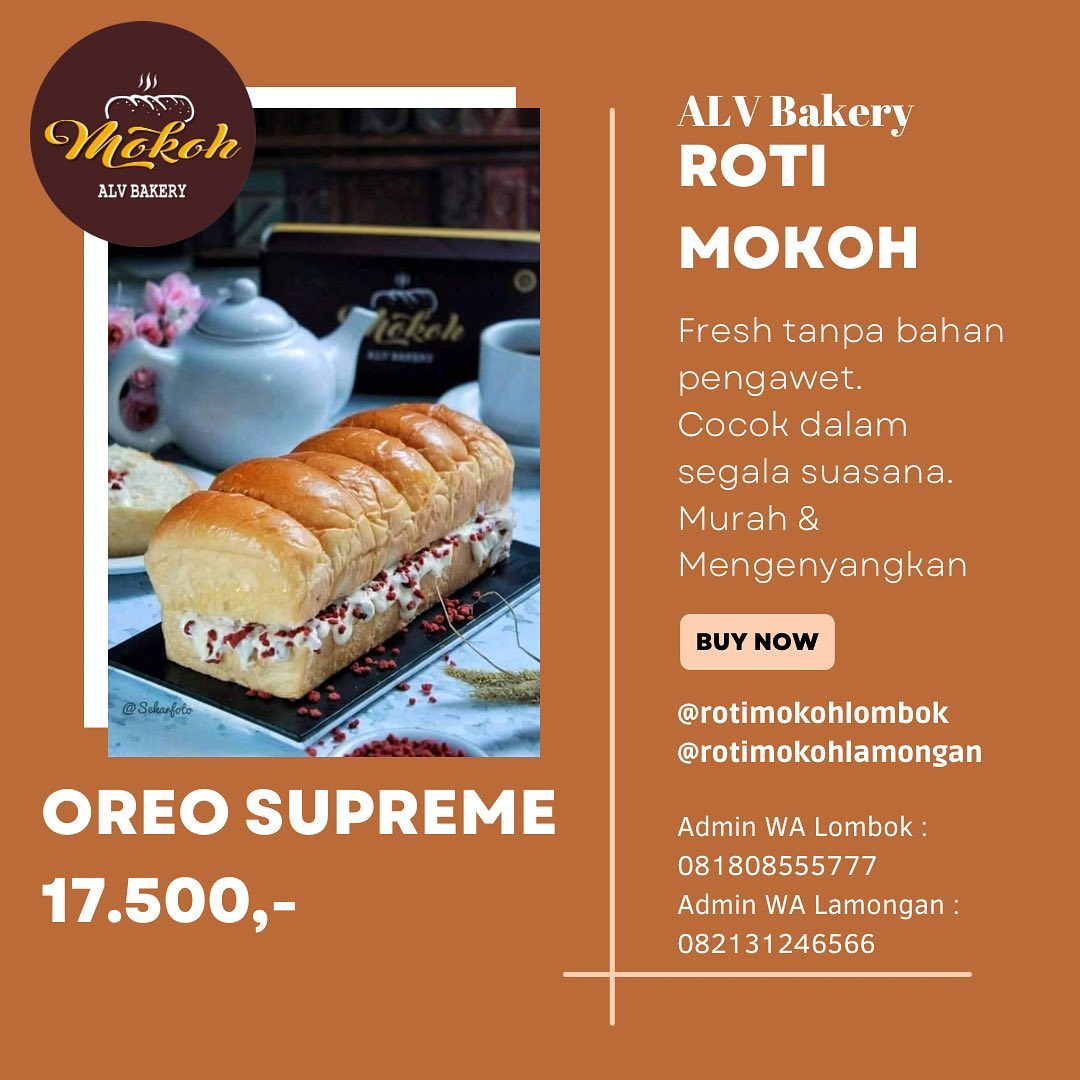 Mokoh
ALV BAKERY
Mokoh
ALV BAKERY
@Sekarfoto
OREO SUPREME
17.500,-
ALV Bakery
ROTI
MOKOH
Fresh tanpa bahan
pengawet.
Cocok dalam
segala suasana.
Murah &
Mengenyangkan
BUY NOW
@rotimokohlombok
@rotimokohlamongan
Admin WA Lombok :
081808555777
Admin WA Lamongan :
082131246566